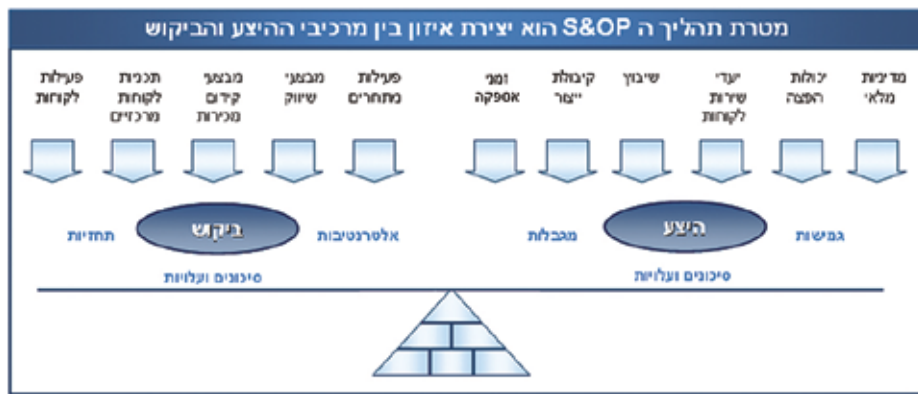 מטרת תהליך ה S&OP הוא יצירת איזון בין מרכיבי ההיצע והביקוש
מדיניות מלאי
יכולות הפצה
יעדי שירות לקוחות
שיבוץ
קיבולת ייצור
זמני אספקה
פעילות מתחרים
מבצעי שיווק
מבצעי קידום מכירות
תכניות לקוחות מרכזיים
פעילות לקוחות
גמישות
היצע
מגבלות
אלטרנטיבות
ביקוש
תחזיות
סיכונים ועלויות
סיכונים ועלויות